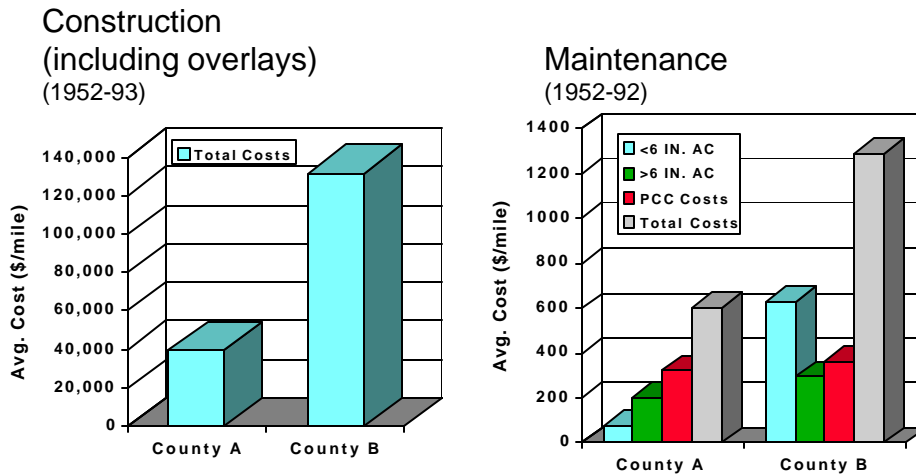 Construction
(including overlays)
(1952-93)
Avg. Cost ($/mile)
140,000
120,000
100,000
80,000
60,000
40,000
20,000
0
Total Costs
County A
County B
Maintenance
(1952-92)
Avg. Cost ($/mile)
1400
1200
1000
800
600
400
200
0
<6 IN. AC
>6 IN. AC
PCC Costs
Total Costs
County A
County B